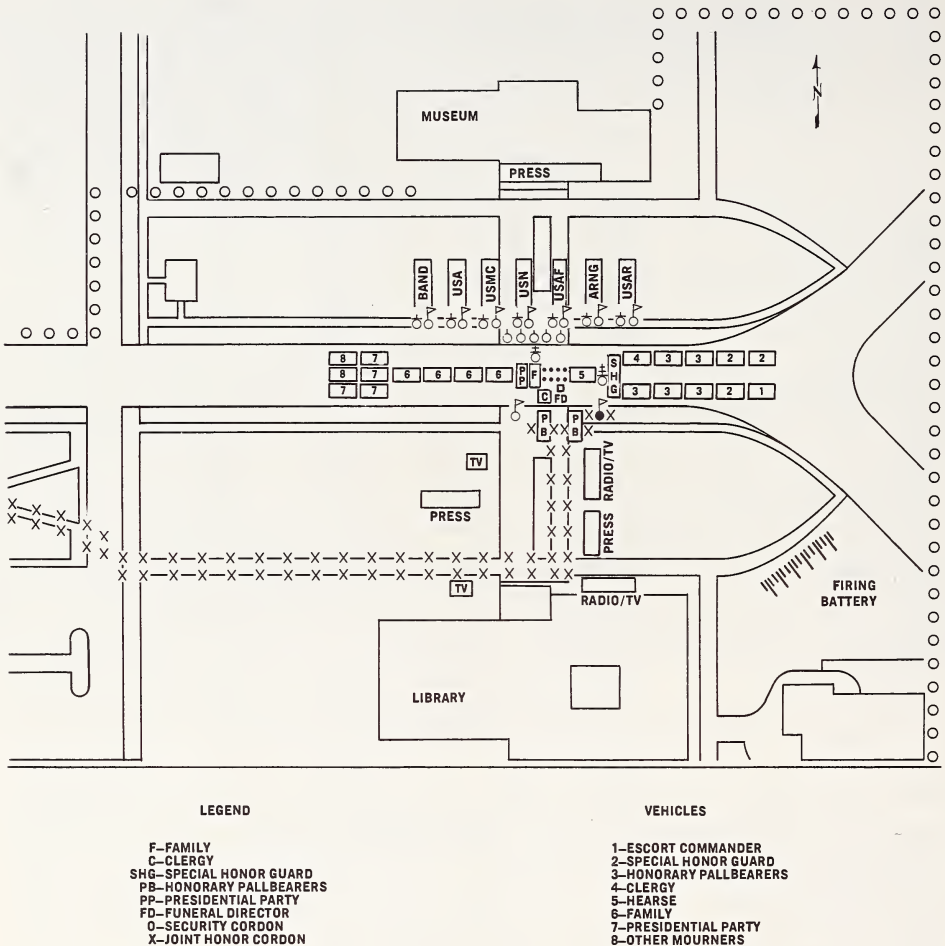 N
MUSEUM
PRESS
BAND
USA
USMC
USN
USAF
ARNG
USAR
8 7
8 7 6 6 6 6 PP F 5 SHG 4 3 3 2 2
7 7 C FD 3 3 3 2 1
PB PB
TV
RADIO/TV
PRESS
PRESS
TV
RADIO/TV
FIRING
BATTERY
LIBRARY
LEGEND
F–FAMILY
C–CLERGY
SHG–SPECIAL HONOR GUARD
PB–HONORARY PALLBEARERS
PP–PRESIDENTIAL PARTY
FD–FUNERAL DIRECTOR
O–SECURITY CORDON
X–JOINT HONOR CORDON
VEHICLES
1–ESCORT COMMANDER
2–SPECIAL HONOR GUARD
3–HONORARY PALLBEARERS
4–CLERGY
5–HEARSE
6–FAMILY
7–PRESIDENTIAL PARTY
8–OTHER MOURNERS